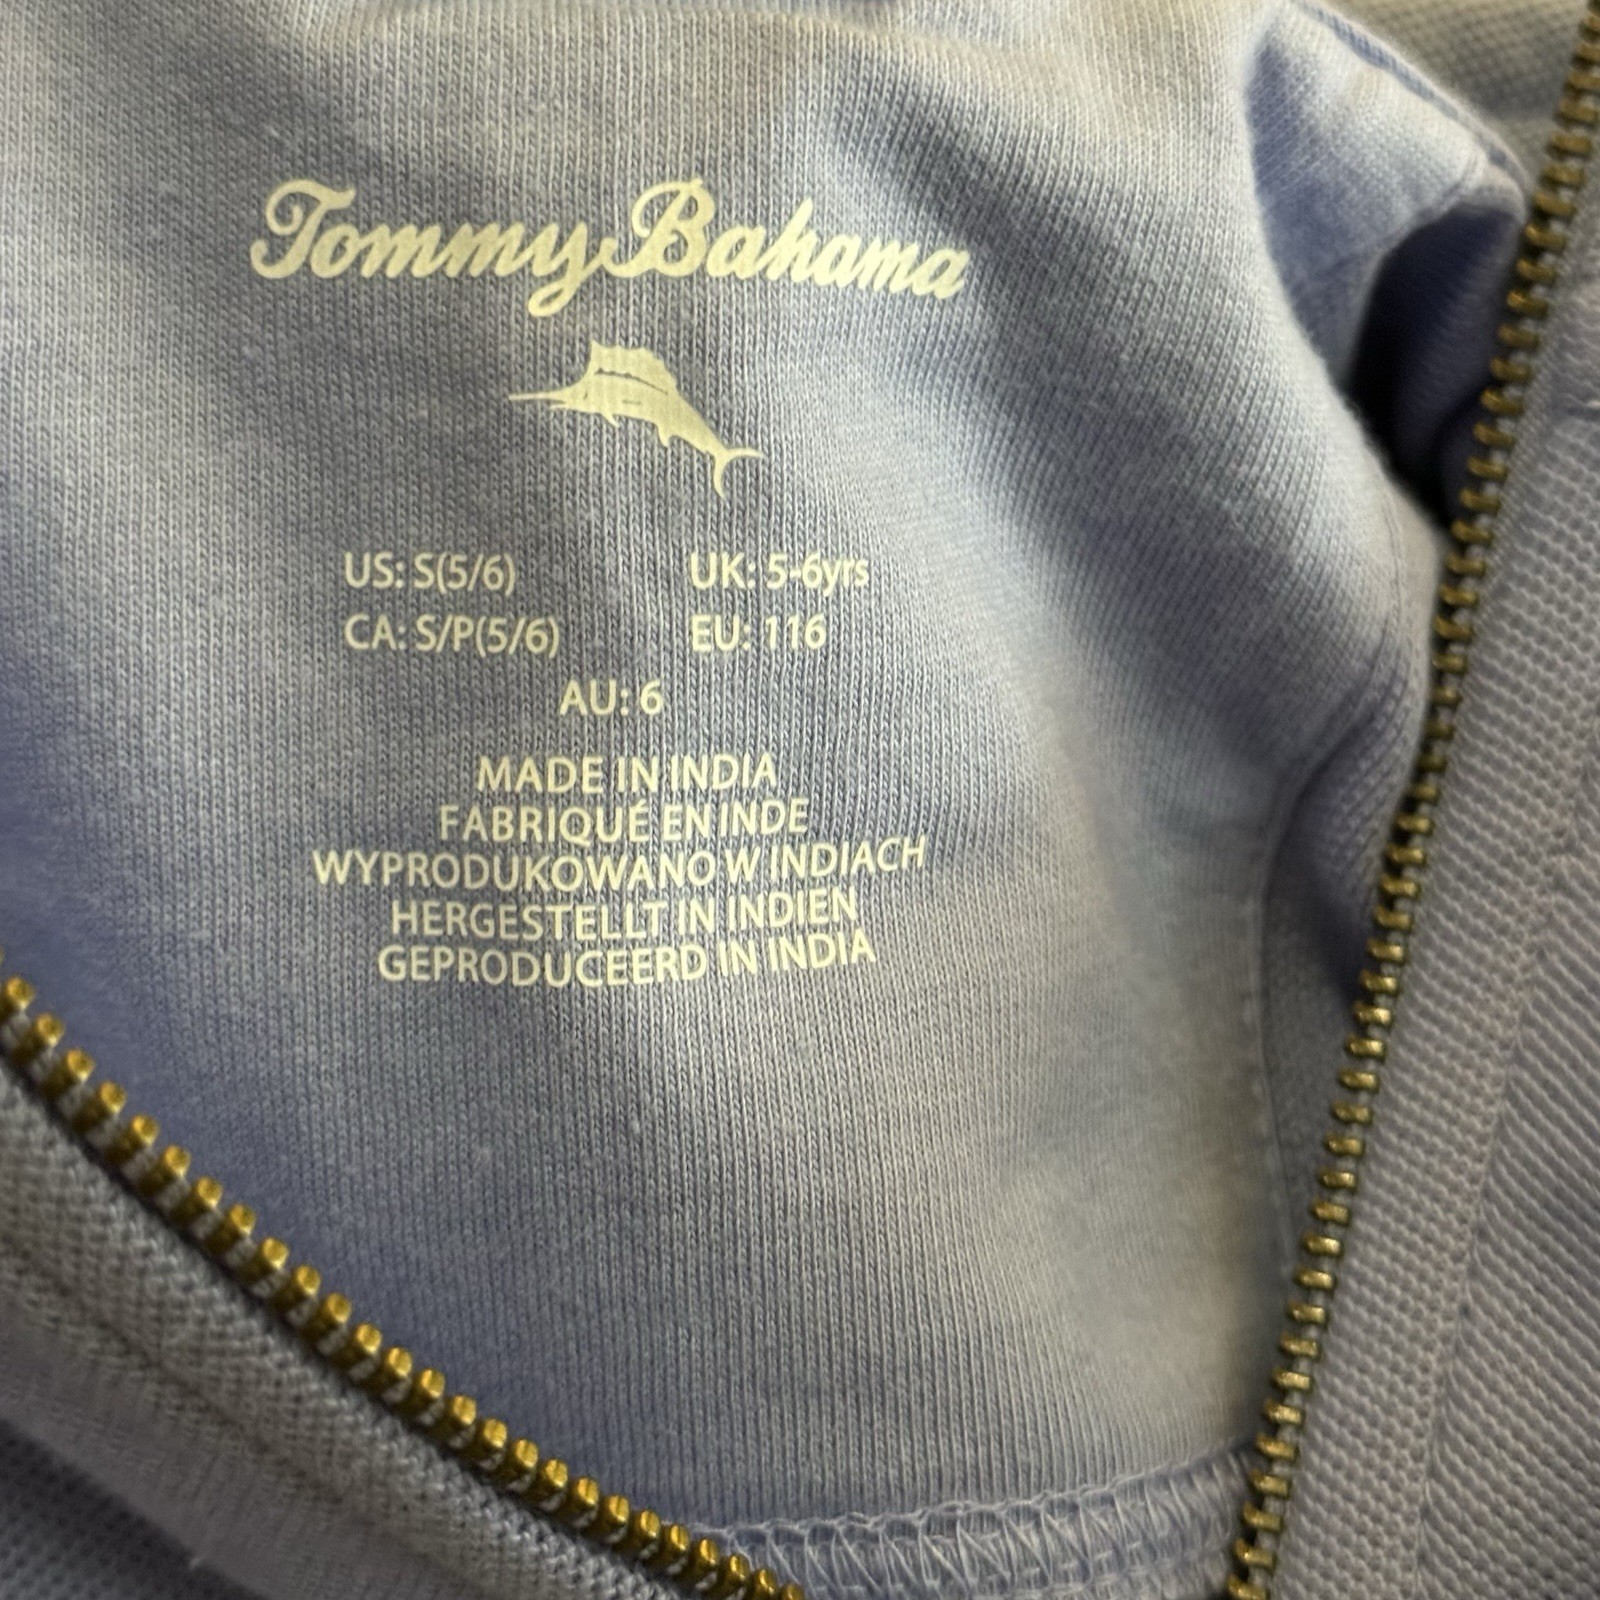 Tommy Bahama
US: S(5/6) UK: 5-6yrs
CA: S/P(5/6) EU: 116
AU: 6
MADE IN INDIA
FABRIQUÉ EN INDE
WYPRODUKOWANO W INDIACH
HERGESTELLT IN INDIEN
GEPRODUCEERD IN INDIA